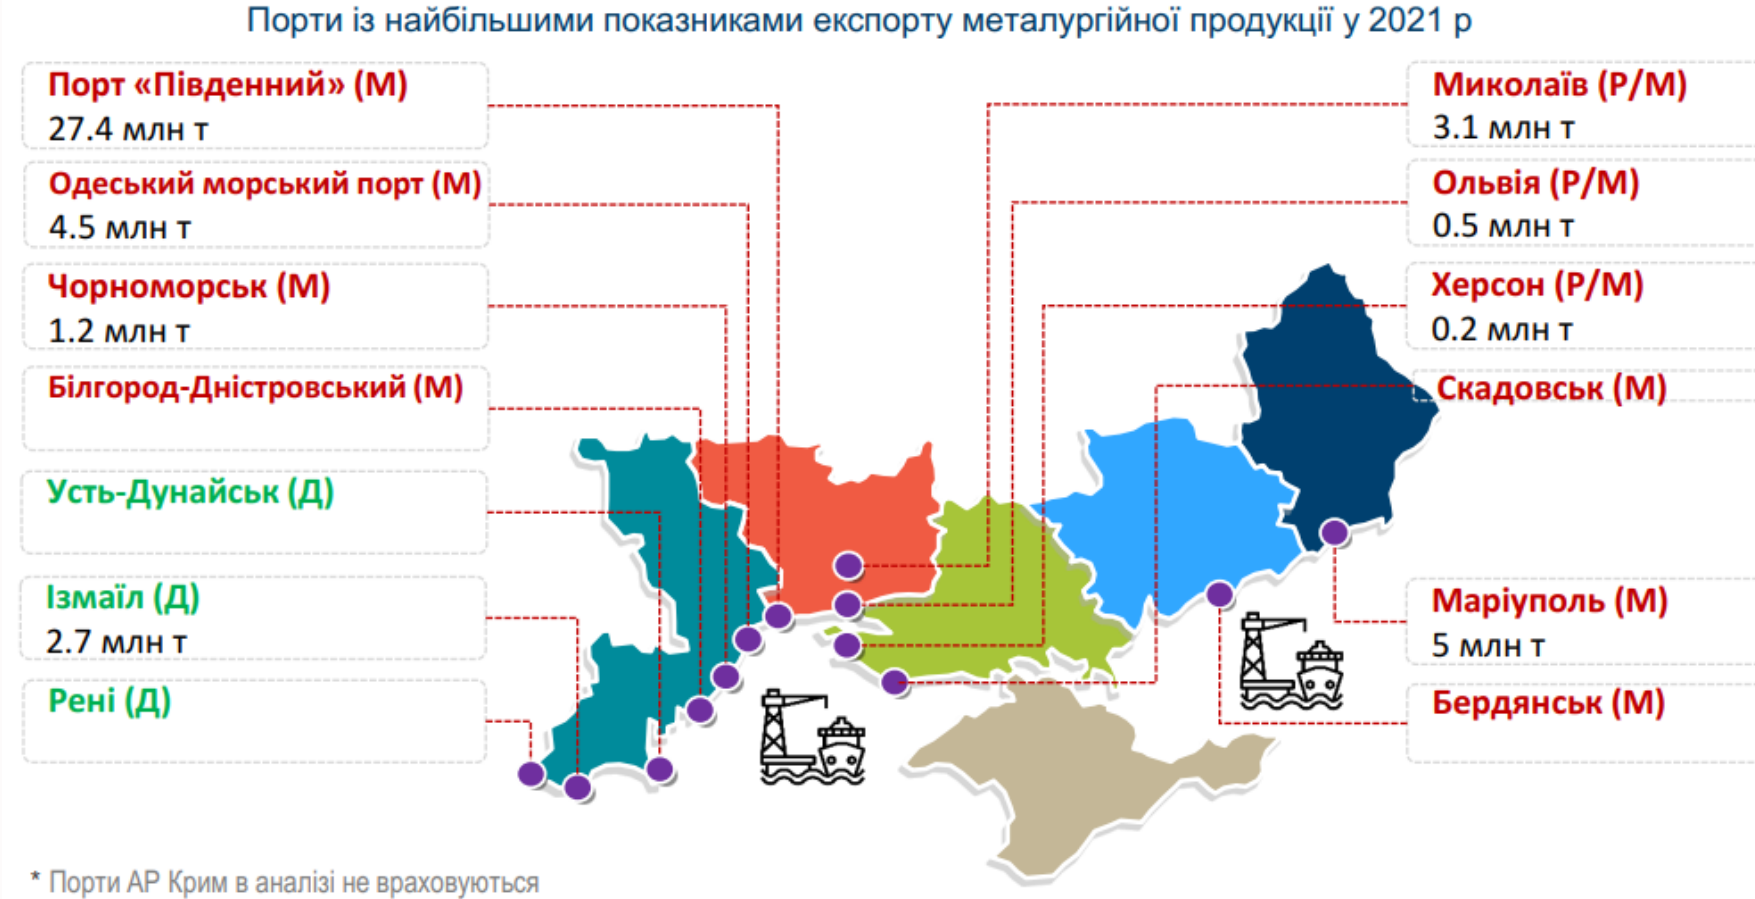 Порти із найбільшими показниками експорту металургійної продукції у 2021 р
Порт «Південний» (М)
27.4 млн т
Одеський морський порт (М)
4.5 млн т
Чорноморськ (М)
1.2 млн т
Білгород-Дністровський (М)
Усть-Дунайськ (Д)
Ізмаїл (Д)
2.7 млн т
Рені (Д)
Миколаїв (Р/М)
3.1 млн т
Ольвія (Р/М)
0.5 млн т
Херсон (Р/М)
0.2 млн т
Скадовськ (М)
Маріуполь (М)
5 млн т
Бердянськ (М)
* Порти АР Крим в аналізі не враховуються